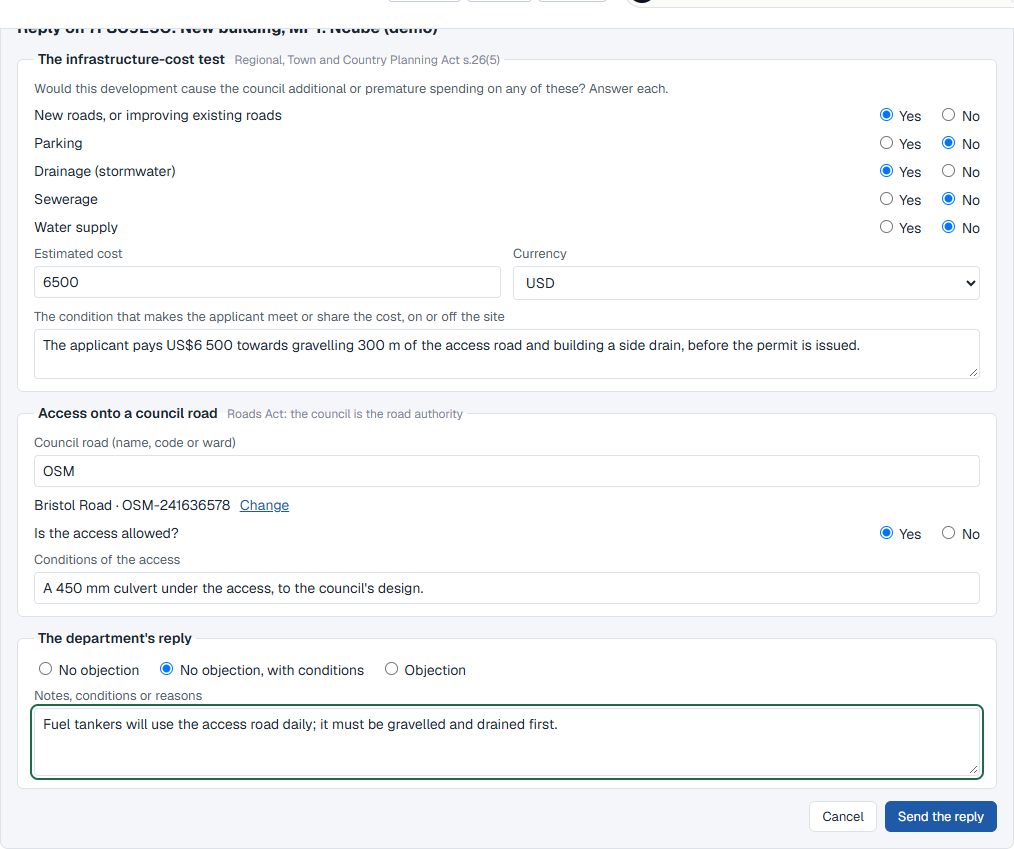 The infrastructure-cost test Regional, Town and Country Planning Act s.26(5)
Would this development cause the council additional or premature spending on any of these? Answer each.
New roads, or improving existing roads Yes No
Parking Yes No
Drainage (stormwater) Yes No
Sewerage Yes No
Water supply Yes No
Estimated cost Currency
6500 USD
The condition that makes the applicant meet or share the cost, on or off the site
The applicant pays US$6 500 towards gravelling 300 m of the access road and building a side drain, before the permit is issued.
Access onto a council road Roads Act: the council is the road authority
Council road (name, code or ward)
OSM
Bristol Road · OSM-241636578 Change
Is the access allowed? Yes No
Conditions of the access
A 450 mm culvert under the access, to the council's design.
The department's reply
No objection No objection, with conditions Objection
Notes, conditions or reasons
Fuel tankers will use the access road daily; it must be gravelled and drained first.
Cancel Send the reply